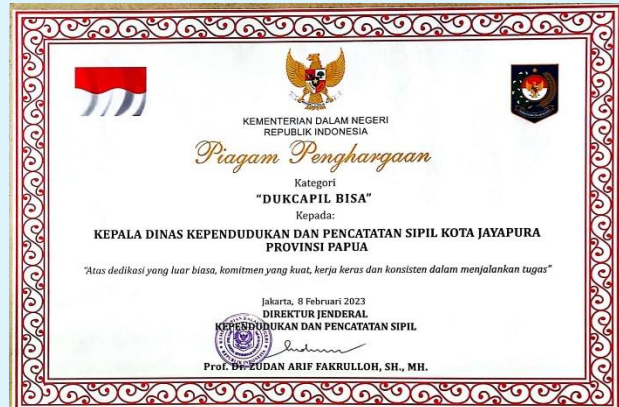 KEMENTERIAN DALAM NEGERI
REPUBLIK INDONESIA
Piagam Penghargaan
Kategori
"DUKCAPIL BISA"
Kepada:
KEPALA DINAS KEPENDUDUKAN DAN PENCATATAN SIPIL KOTA JAYAPURA
PROVINSI PAPUA
"Atas dedikasi yang luar biasa, komitmen yang kuat, kerja keras dan konsisten dalam menjalankan tugas"
Jakarta, 8 Februari 2023
DIREKTUR JENDERAL
KEPENDUDUKAN DAN PENCATATAN SIPIL
Prof. Dr. ZUDAN ARIF FAKRULLOH, SH., MH.